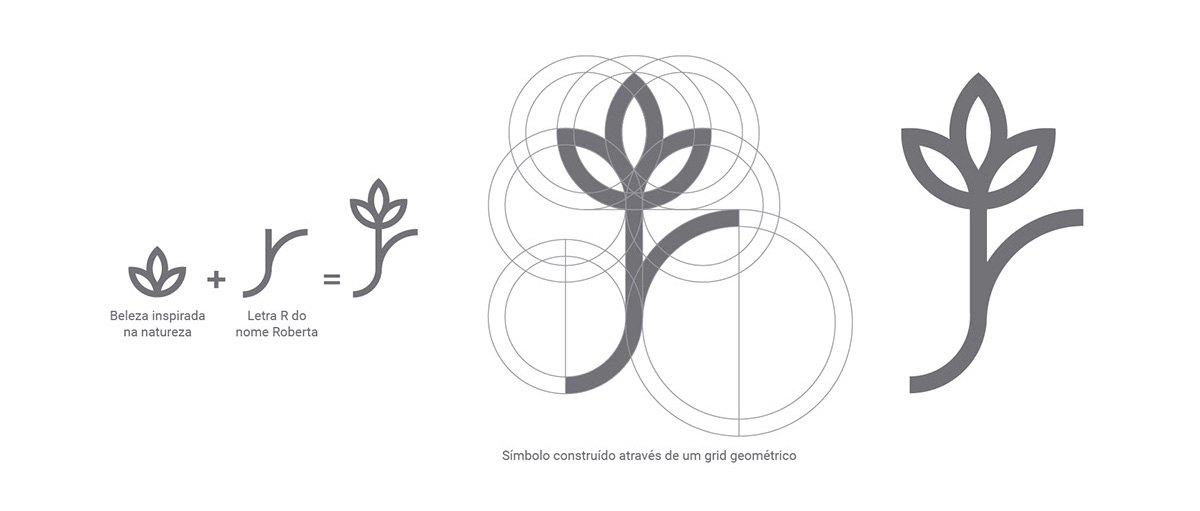 +
=
Beleza inspirada
na natureza
Letra R do
nome Roberta
Símbolo construído através de um grid geométrico